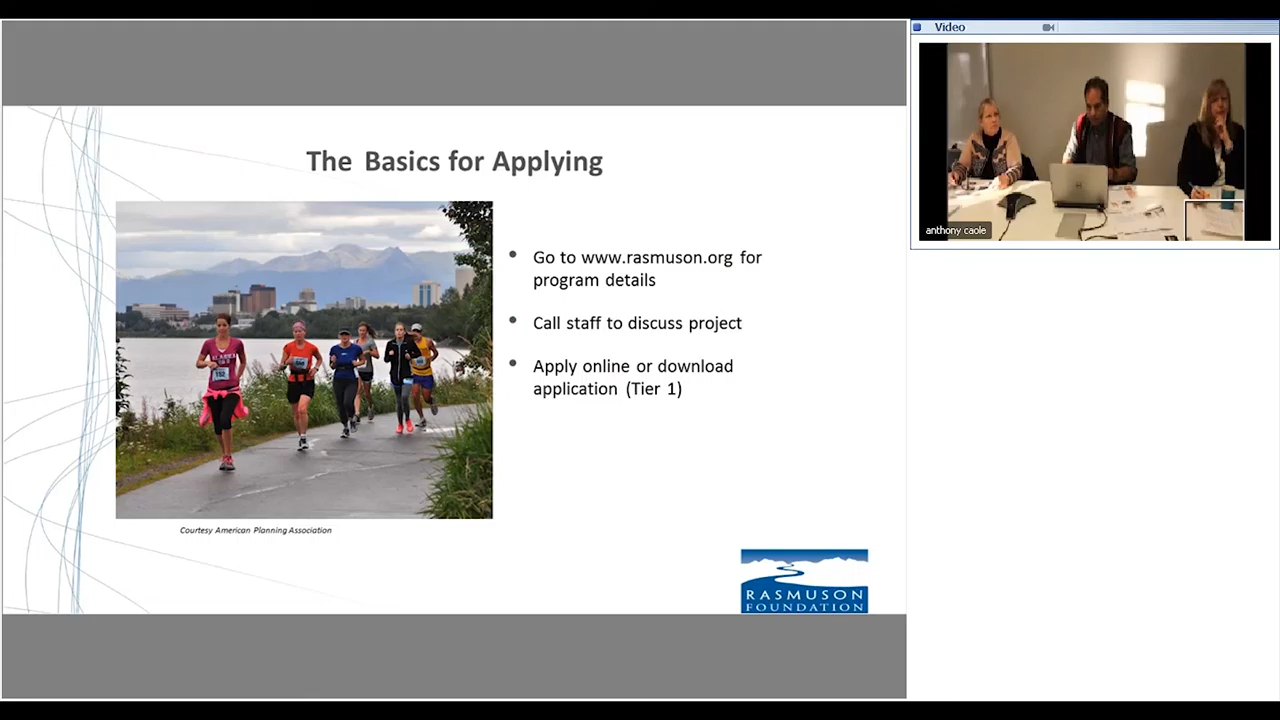 Video
The Basics for Applying
• Go to www.rasmuson.org for
program details
• Call staff to discuss project
• Apply online or download
application (Tier 1)
Courtesy American Planning Association
RASMUSON
FOUNDATION
anthony caole